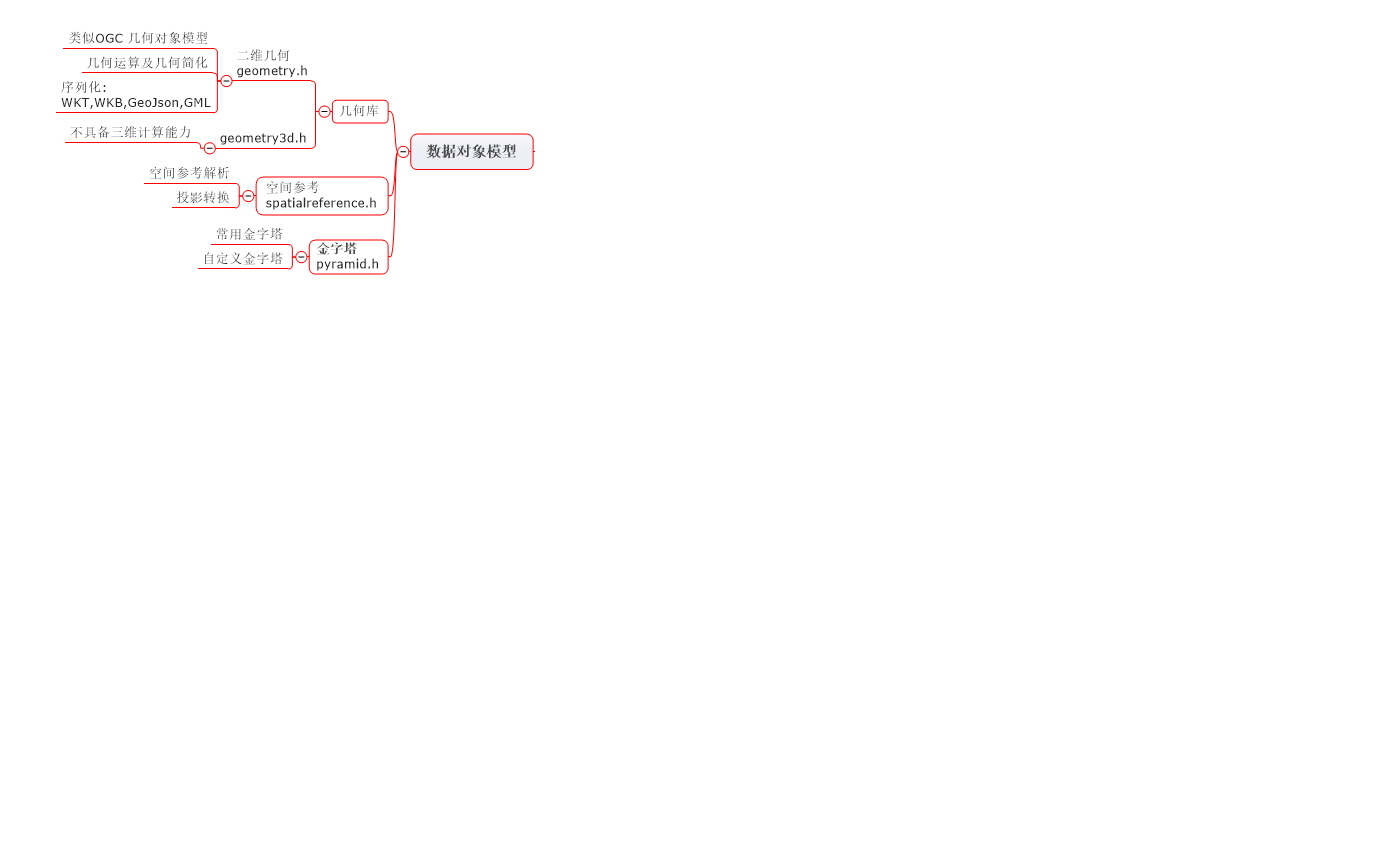 类似OGC 几何对象模型
几何运算及几何简化
序列化:
WKT,WKB,GeoJson,GML
二维几何
geometry.h
不具备三维计算能力
geometry3d.h
几何库
空间参考解析
投影转换
空间参考
spatialreference.h
常用金字塔
自定义金字塔
金字塔
pyramid.h
数据对象模型